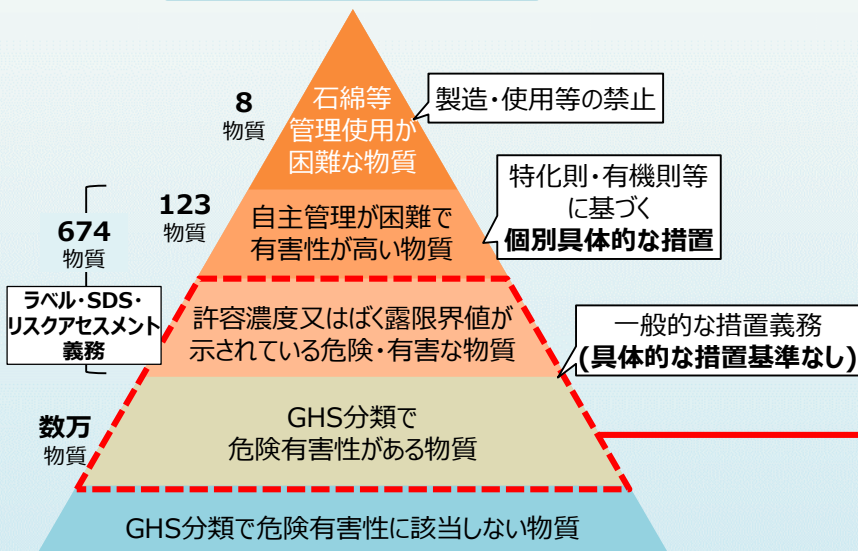 8
物質
石綿等
管理使用が
困難な物質
製造・使用等の禁止
123
物質
自主管理が困難で
有害性が高い物質
特化則・有機則等
に基づく
個別具体的な措置
674
物質
ラベル・SDS・
リスクアセスメント
義務
許容濃度又はばく露限界値が
示されている危険・有害な物質
一般的な措置義務
(具体的な措置基準なし)
数万
物質
GHS分類で
危険有害性がある物質
GHS分類で危険有害性に該当しない物質